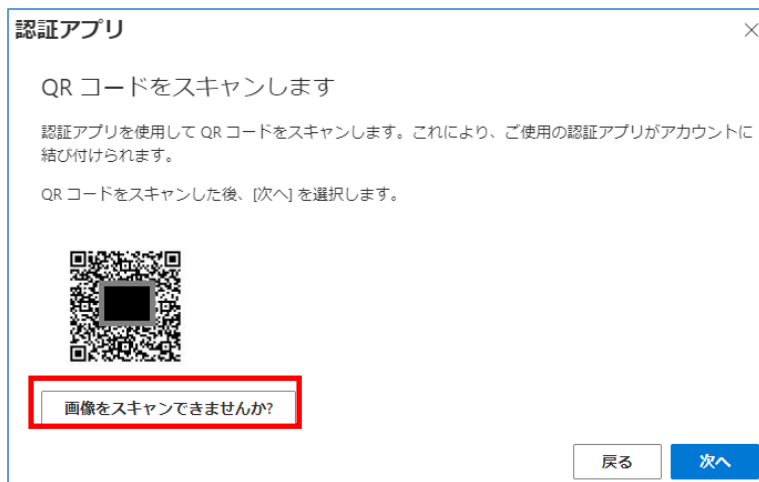 認証アプリ
QR コードをスキャンします
認証アプリを使用して QR コードをスキャンします。これにより、ご使用の認証アプリがアカウントに
結び付けられます。
QR コードをスキャンした後、[次へ] を選択します。
画像をスキャンできませんか?
戻る
次へ